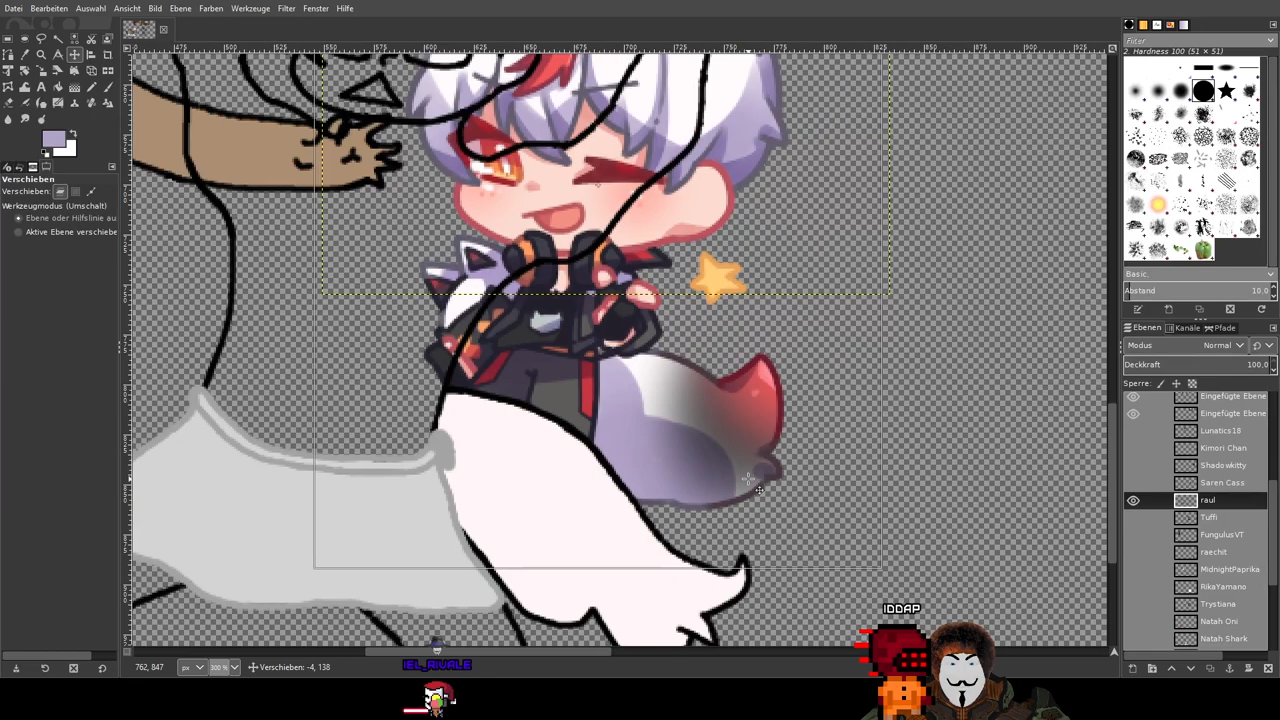 Datei Bearbeiten Auswahl Ansicht Bild Ebene Farben Werkzeuge Filter Fenster Hilfe
Filter
2. Hardness 100 (51 × 51)
Verschieben
Verschieben:
Werkzeugmodus (Umschalt)
Ebene oder Hilfslinie au
Aktive Ebene verschiebe
Basic.
Abstand 10.0
Ebenen Kanäle Pfade
Modus Normal
Deckkraft 100.0
Sperre:
Eingefügte Ebene
Eingefügte Ebene
Lunatics18
Kimori Chan
Shadowkitty
Saren Cass
raul
Tuffi
FungulusVT
raechit
MidnightPaprika
RikaYamano
Trystiana
Natah Oni
Natah Shark
762, 847 px 300 % Verschieben: -4, 138
IDDAP
IEL_RIVALE